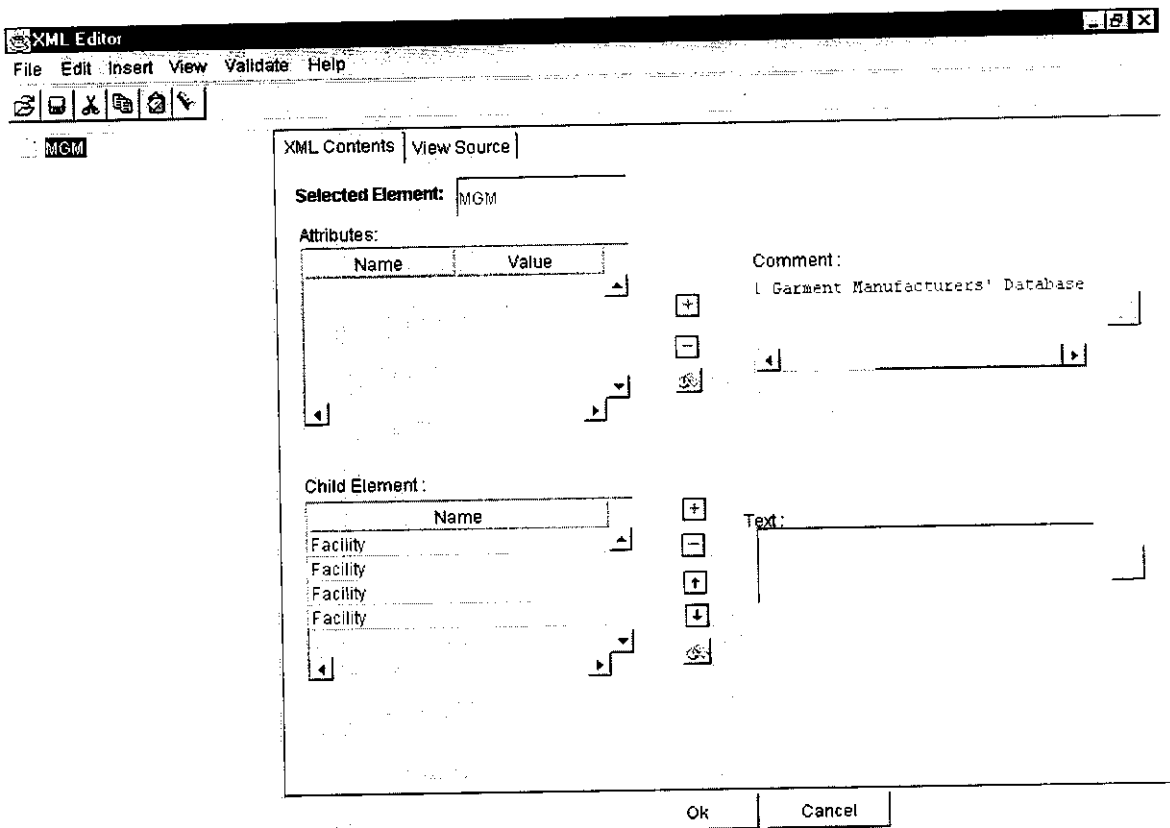 XML Editor
File Edit Insert View Validate Help
MGM
XML Contents View Source
Selected Element: MGM
Attributes:
Name Value
Comment :
Garment Manufacturers' Database
Child Element :
Name
Facility
Facility
Facility
Facility
Text :
Ok Cancel